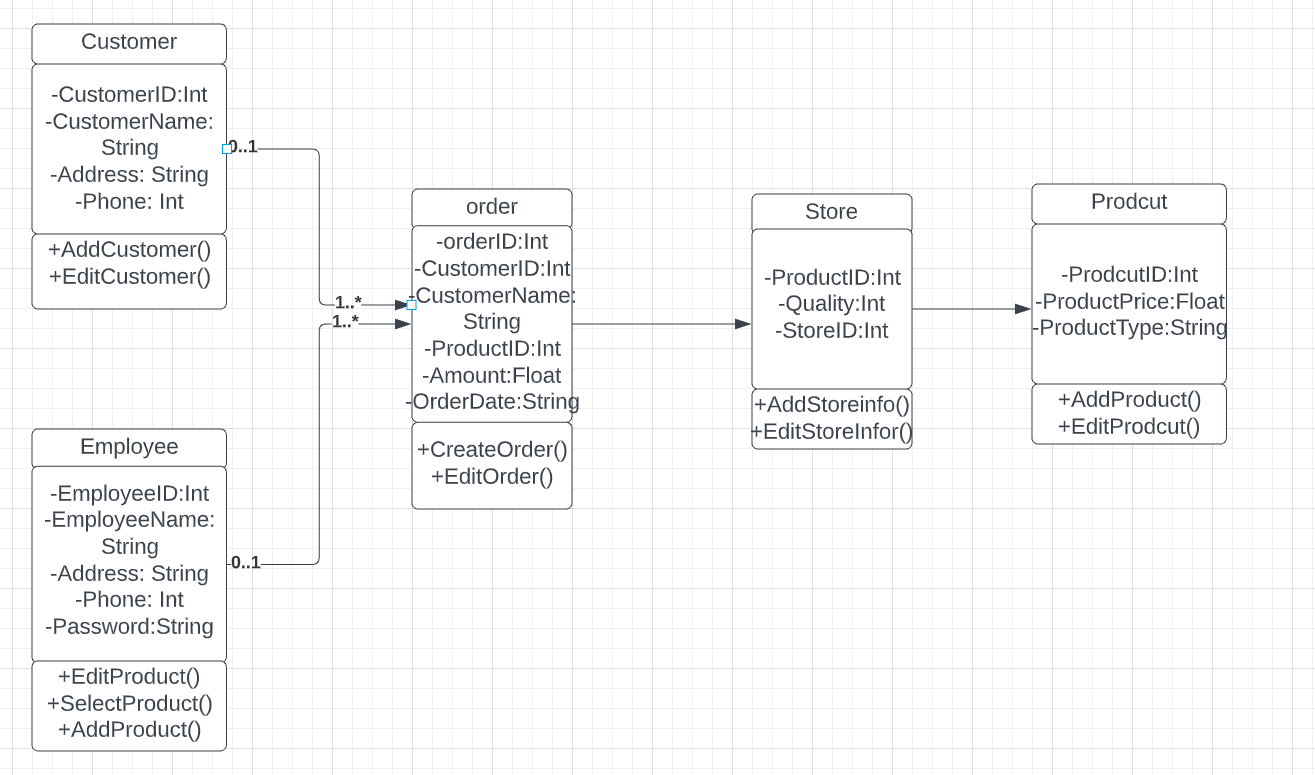 Customer
-CustomerID:Int
-CustomerName:
String
-Address: String
-Phone: Int
+AddCustomer()
+EditCustomer()
0..1
1..*
1..*
0..1
Employee
-EmployeeID:Int
-EmployeeName:
String
-Address: String
-Phone: Int
-Password:String
+EditProduct()
+SelectProduct()
+AddProduct()
order
-orderID:Int
-CustomerID:Int
-CustomerName:
String
-ProductID:Int
-Amount:Float
-OrderDate:String
+CreateOrder()
+EditOrder()
Store
-ProductID:Int
-Quality:Int
-StoreID:Int
+AddStoreinfo()
+EditStoreInfor()
Prodcut
-ProdcutID:Int
-ProductPrice:Float
-ProductType:String
+AddProduct()
+EditProdcut()